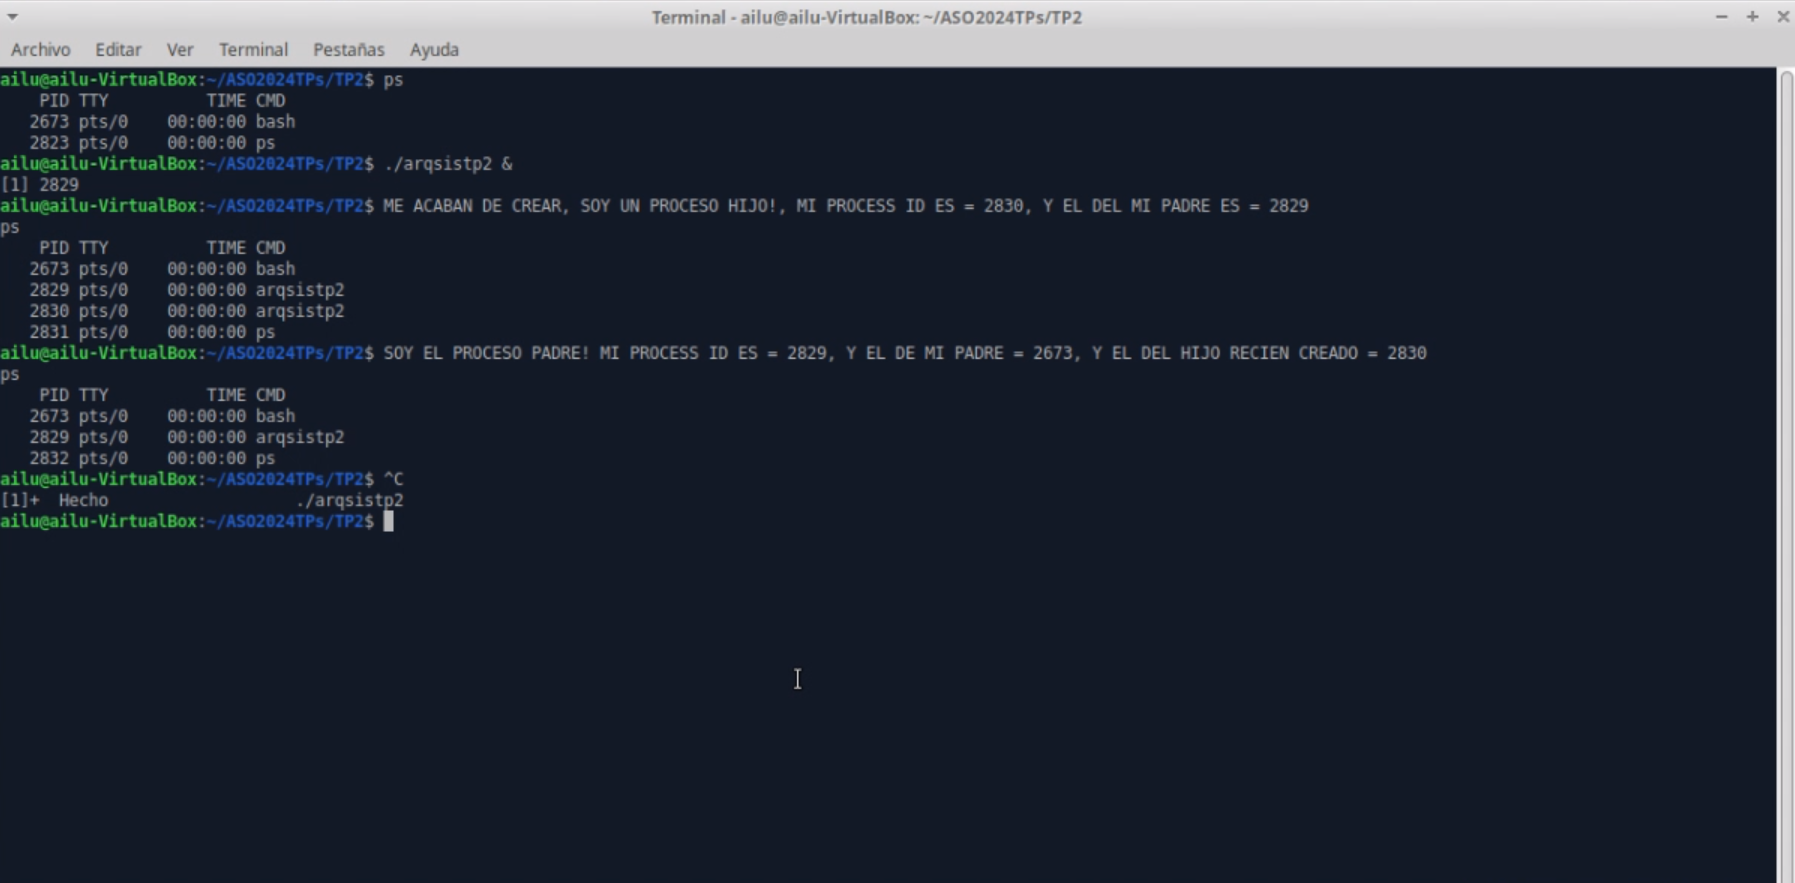 Terminal - ailu@ailu-VirtualBox: ~/ASO2024TPs/TP2
Archivo Editar Ver Terminal Pestañas Ayuda
ailu@ailu-VirtualBox:~/ASO2024TPs/TP2$ ps
    PID TTY          TIME CMD
   2673 pts/0    00:00:00 bash
   2823 pts/0    00:00:00 ps
ailu@ailu-VirtualBox:~/ASO2024TPs/TP2$ ./arqsistp2 &
[1] 2829
ailu@ailu-VirtualBox:~/ASO2024TPs/TP2$ ME ACABAN DE CREAR, SOY UN PROCESO HIJO!, MI PROCESS ID ES = 2830, Y EL DEL MI PADRE ES = 2829
ps
    PID TTY          TIME CMD
   2673 pts/0    00:00:00 bash
   2829 pts/0    00:00:00 arqsistp2
   2830 pts/0    00:00:00 arqsistp2
   2831 pts/0    00:00:00 ps
ailu@ailu-VirtualBox:~/ASO2024TPs/TP2$ SOY EL PROCESO PADRE! MI PROCESS ID ES = 2829, Y EL DE MI PADRE = 2673, Y EL DEL HIJO RECIEN CREADO = 2830
ps
    PID TTY          TIME CMD
   2673 pts/0    00:00:00 bash
   2829 pts/0    00:00:00 arqsistp2
   2832 pts/0    00:00:00 ps
ailu@ailu-VirtualBox:~/ASO2024TPs/TP2$ ^C
[1]+  Hecho                   ./arqsistp2
ailu@ailu-VirtualBox:~/ASO2024TPs/TP2$